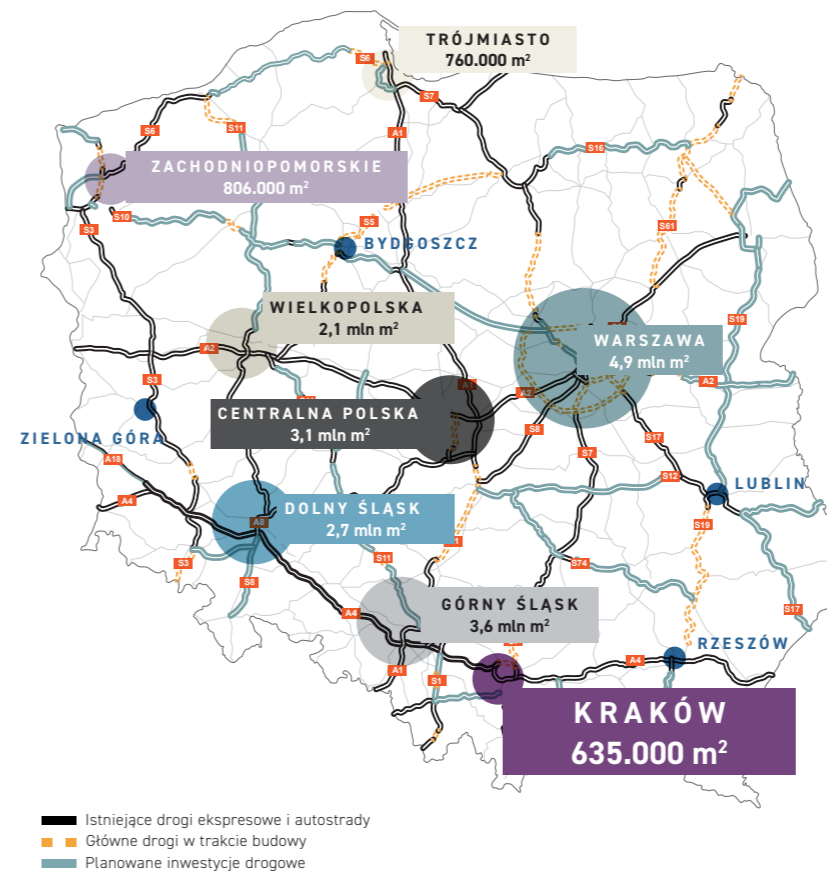 TRÓJMIASTO
760.000 m²
S6
S7
A1
S11
S6
S16
ZACHODNIOPOMORSKIE
806.000 m²
S10
S3
S5
S61
BYDGOSZCZ
WIELKOPOLSKA
2,1 mln m²
S19
WARSZAWA
4,9 mln m²
A2
S3
A2
A2
CENTRALNA POLSKA
3,1 mln m²
S8
S7
S17
ZIELONA GÓRA
A18
A4
S12
LUBLIN
DOLNY ŚLĄSK
2,7 mln m²
A8
S19
S3
S8
S11
S74
S17
GÓRNY ŚLĄSK
3,6 mln m²
A4
RZESZÓW
A4
A1
S1
KRAKÓW
635.000 m²
Istniejące drogi ekspresowe i autostrady
Główne drogi w trakcie budowy
Planowane inwestycje drogowe